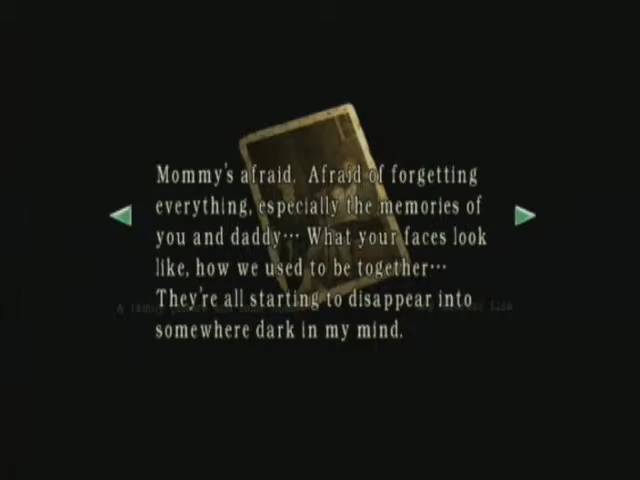 Mommy's afraid. Afraid of forgetting
everything, especially the memories of
you and daddy… What your faces look
like, how we used to be together…
They're all starting to disappear into
somewhere dark in my mind.